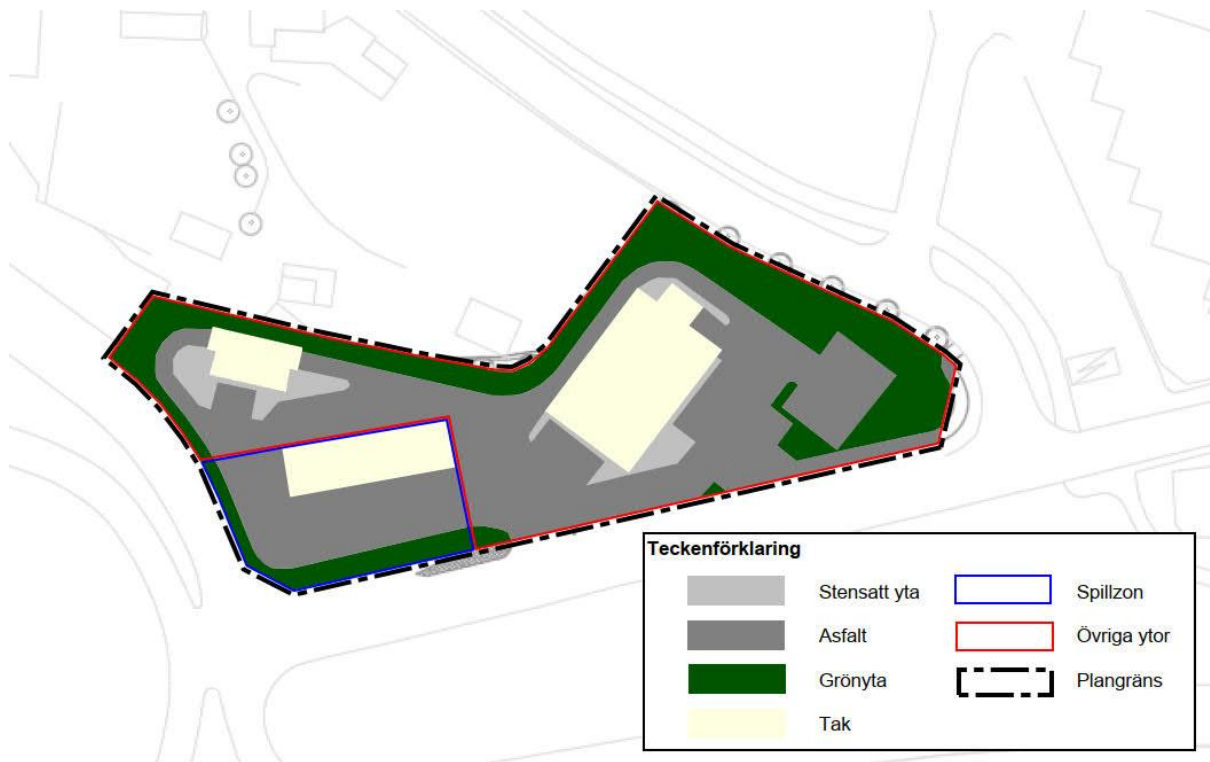 Teckenförklaring
Stensatt yta
Spillzon
Asfalt
Övriga ytor
Grönyta
Plangräns
Tak